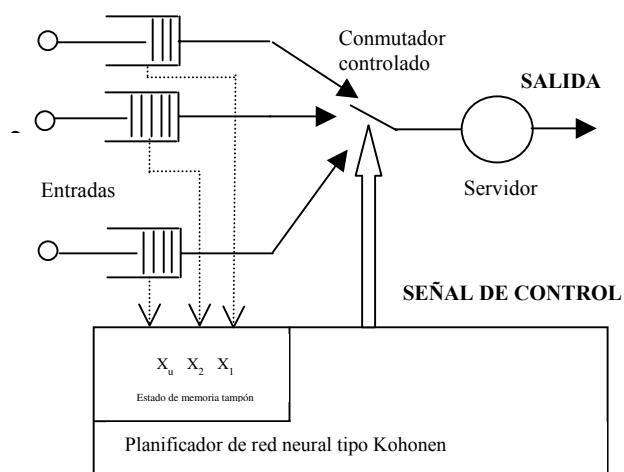 Conmutador
controlado
SALIDA
Entradas
Servidor
SEÑAL DE CONTROL
Xu X2 X1
Estado de memoria tampón
Planificador de red neural tipo Kohonen